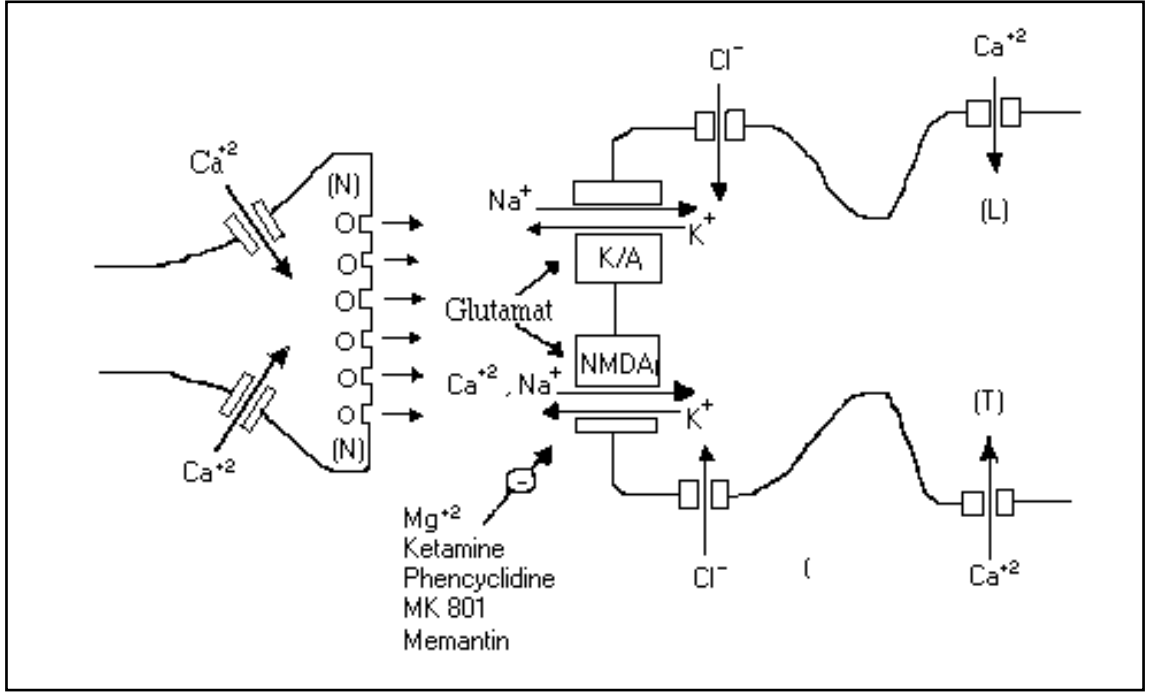 Ca+2
(N)
(N)
Ca+2
Glutamat
Na+
K+
K/A
NMDA
Ca+2 , Na+
K+
-
Mg+2
Ketamine
Phencyclidine
MK 801
Memantin
Cl-
Ca+2
(L)
(T)
Cl-
(
Ca+2